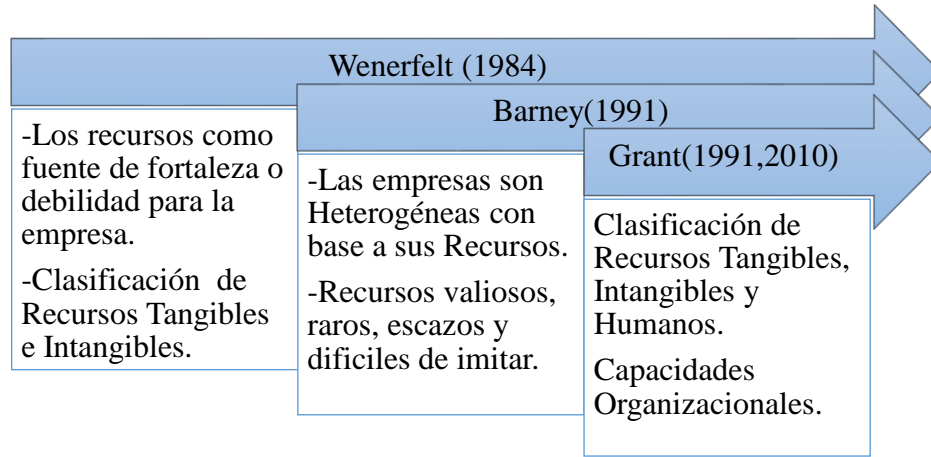 Wenerfelt (1984)
-Los recursos como
fuente de fortaleza o
debilidad para la
empresa.
-Clasificación de
Recursos Tangibles
e Intangibles.
Barney(1991)
-Las empresas son
Heterogéneas con
base a sus Recursos.
-Recursos valiosos,
raros, escazos y
dificiles de imitar.
Grant(1991,2010)
Clasificación de
Recursos Tangibles,
Intangibles y
Humanos.
Capacidades
Organizacionales.